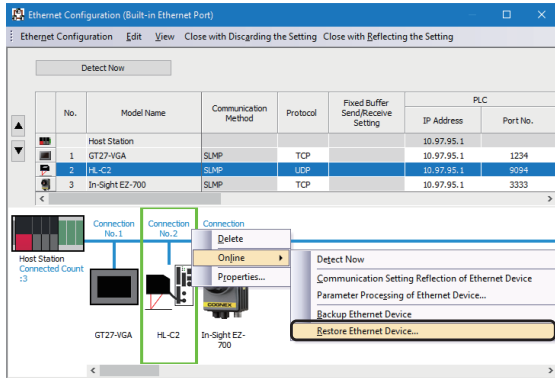 Ethernet Configuration (Built-in Ethernet Port)
Ethernet Configuration Edit View Close with Discarding the Setting Close with Reflecting the Setting
Detect Now
No. Model Name Communication Method Protocol Fixed Buffer Send/Receive Setting PLC
IP Address Port No.
Host Station 10.97.95.1
1 GT27-VGA SLMP TCP 10.97.95.1 1234
2 HL-C2 SLMP UDP 10.97.95.1 9094
3 In-Sight EZ-700 SLMP TCP 10.97.95.1 3333
Connection No.1 Connection No.2 Connection
Host Station
Connected Count
:3
Delete
Online
Properties...
Detect Now
Communication Setting Reflection of Ethernet Device
Parameter Processing of Ethernet Device...
Backup Ethernet Device
Restore Ethernet Device...
COGNEX
GT27-VGA HL-C2 In-Sight EZ-700